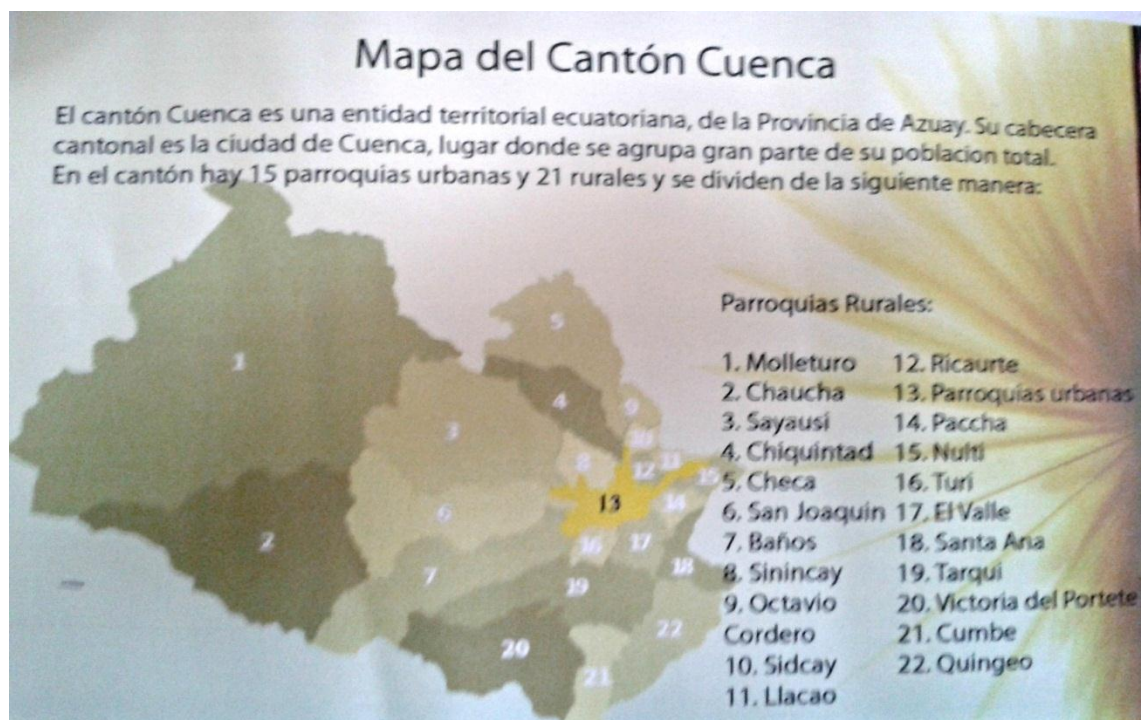 Mapa del Cantón Cuenca
El cantón Cuenca es una entidad territorial ecuatoriana, de la Provincia de Azuay. Su cabecera
cantonal es la ciudad de Cuenca, lugar donde se agrupa gran parte de su poblacion total.
En el cantón hay 15 parroquias urbanas y 21 rurales y se dividen de la siguiente manera:
Parroquias Rurales:
1. Molleturo
2. Chaucha
3. Sayausi
4. Chiquintad
5. Checa
6. San Joaquin
7. Baños
8. Sinincay
9. Octavio
Cordero
10. Sidcay
11. Llacao
12. Ricaurte
13. Parroquias urbanas
14. Paccha
15. Nulti
16. Turi
17. El Valle
18. Santa Ana
19. Tarqui
20. Victoria del Portete
21. Cumbe
22. Quingeo
1
5
4
9
3
10
11
8
12
15
13
14
6
2
16
17
7
18
19
22
20
21